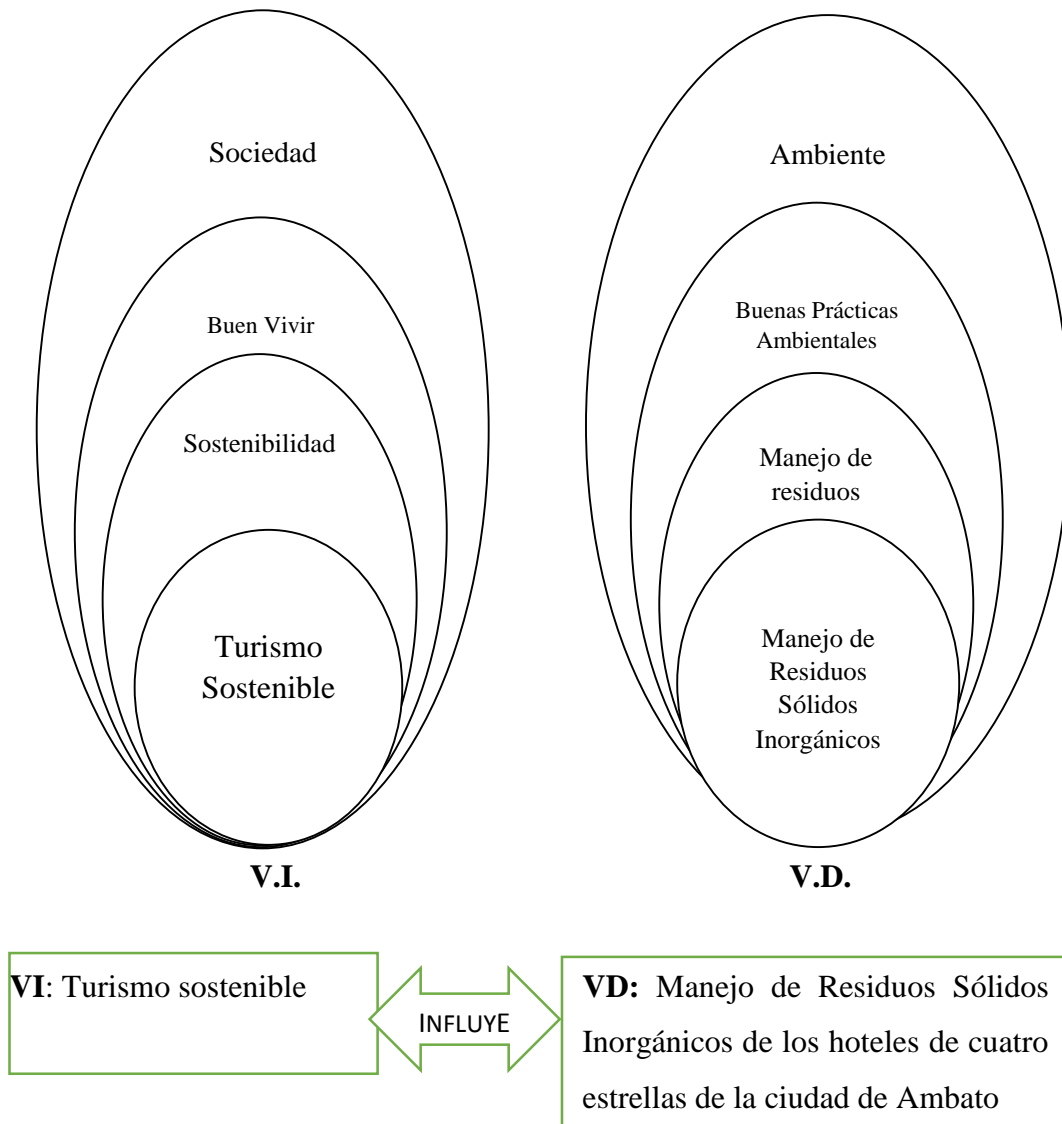 Sociedad
Buen Vivir
Sostenibilidad
Turismo
Sostenible
V.I.
Ambiente
Buenas Prácticas
Ambientales
Manejo de
residuos
Manejo de
Residuos
Sólidos
Inorgánicos
V.D.
VI: Turismo sostenible
INFLUYE
VD: Manejo de Residuos Sólidos
Inorgánicos de los hoteles de cuatro
estrellas de la ciudad de Ambato